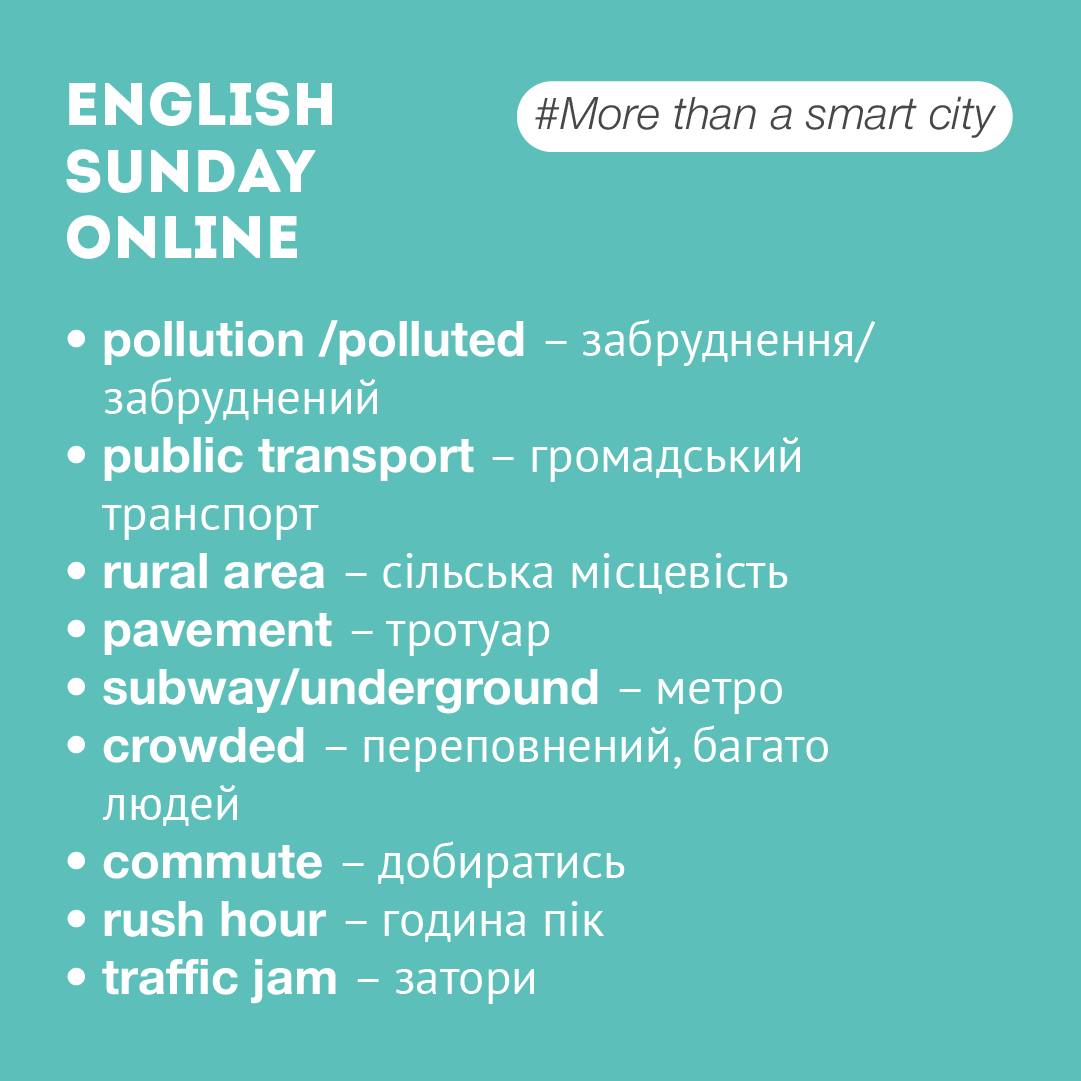 ENGLISH
SUNDAY
ONLINE
#More than a smart city
• pollution /polluted – забруднення/
забруднений
• public transport – громадський
транспорт
• rural area – сільська місцевість
• pavement – тротуар
• subway/underground – метро
• crowded – переповнений, багато
людей
• commute – добиратись
• rush hour – година пік
• traffic jam – затори